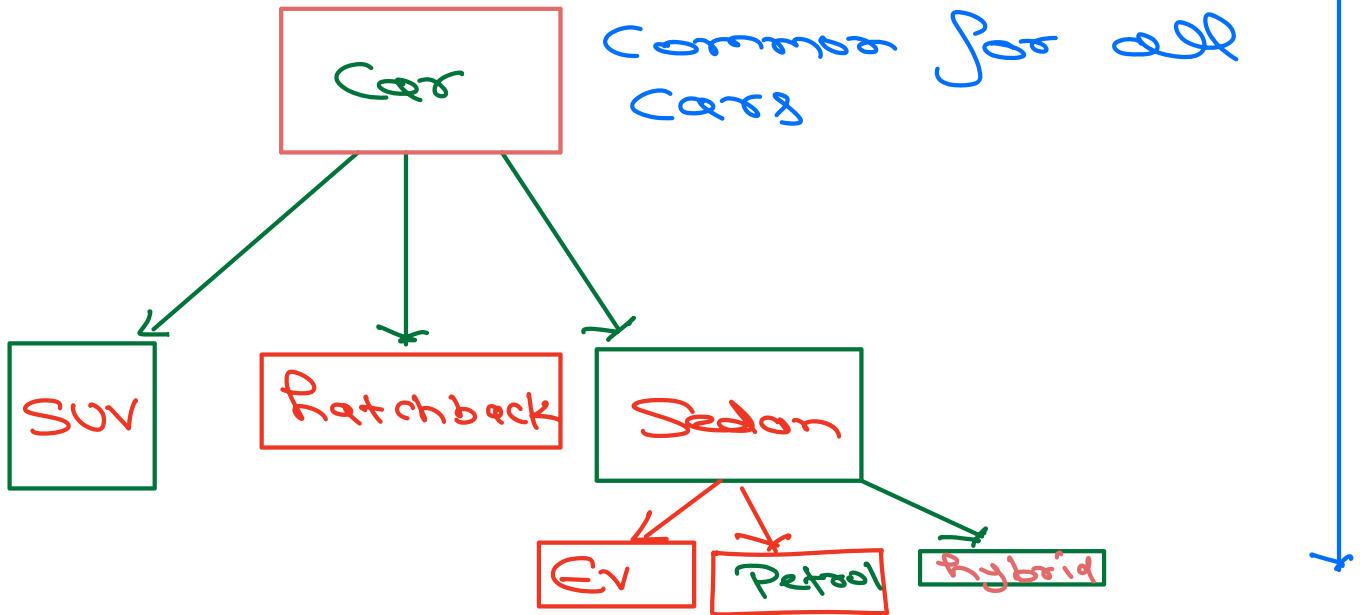 Car
Common for all
Cars
SUV
hatchback
Sedan
EV
Petrol
hybrid